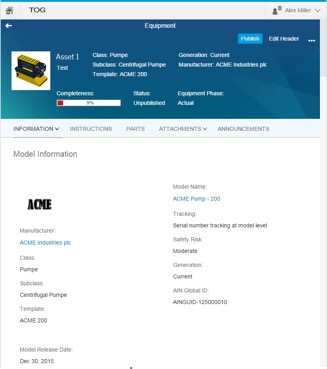 TOG
Alex Miller
Equipment
Publish
Edit Header
...
Asset 1
Test
Class: Pumpe
Subclass: Centrifugal Pumpe
Template: ACME 200
Generation: Current
Manufacturer: ACME Industries plc
Completeness:
9%
Status:
Unpublished
Equipment Phase:
Actual
INFORMATION
INSTRUCTIONS
PARTS
ATTACHMENTS
ANNOUNCEMENTS
Model Information
ACME
Manufacturer:
ACME Industries plc
Class:
Pumpe
Subclass:
Centrifugal Pumpe
Template:
ACME 200
Model Release Date:
Dec 30, 2015
Model Name:
ACME Pump - 200
Tracking:
Serial number tracking at model level
Safety Risk:
Moderate
Generation:
Current
AIN Global ID:
AINGUID-125000010